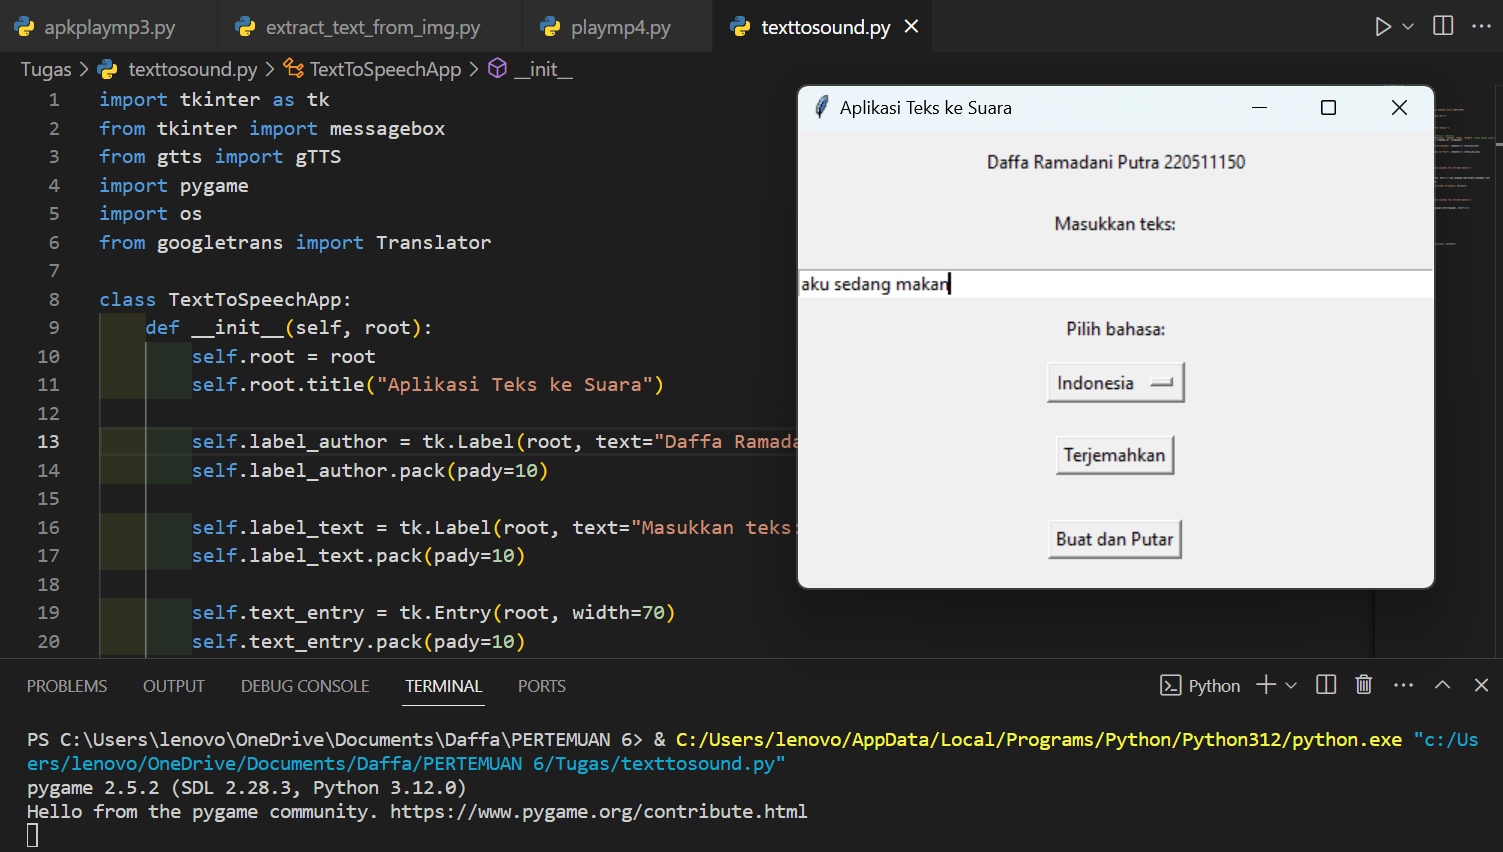 apkplaymp3.py extract_text_from_img.py playmp4.py texttosound.py
Tugas > texttosound.py > TextToSpeechApp > __init__
1 import tkinter as tk
2 from tkinter import messagebox
3 from gtts import gTTS
4 import pygame
5 import os
6 from googletrans import Translator
7
8 class TextToSpeechApp:
9 def __init__(self, root):
10 self.root = root
11 self.root.title("Aplikasi Teks ke Suara")
12
13 self.label_author = tk.Label(root, text="Daffa Ramada
14 self.label_author.pack(pady=10)
15
16 self.label_text = tk.Label(root, text="Masukkan teks:
17 self.label_text.pack(pady=10)
18
19 self.text_entry = tk.Entry(root, width=70)
20 self.text_entry.pack(pady=10)
Aplikasi Teks ke Suara
Daffa Ramadani Putra 220511150
Masukkan teks:
aku sedang makan
Pilih bahasa:
Indonesia
Terjemahkan
Buat dan Putar
PROBLEMS OUTPUT DEBUG CONSOLE TERMINAL PORTS Python
PS C:\Users\lenovo\OneDrive\Documents\Daffa\PERTEMUAN 6> & C:/Users/lenovo/AppData/Local/Programs/Python/Python312/python.exe "c:/Us
ers/lenovo/OneDrive/Documents/Daffa/PERTEMUAN 6/Tugas/texttosound.py"
pygame 2.5.2 (SDL 2.28.3, Python 3.12.0)
Hello from the pygame community. https://www.pygame.org/contribute.html